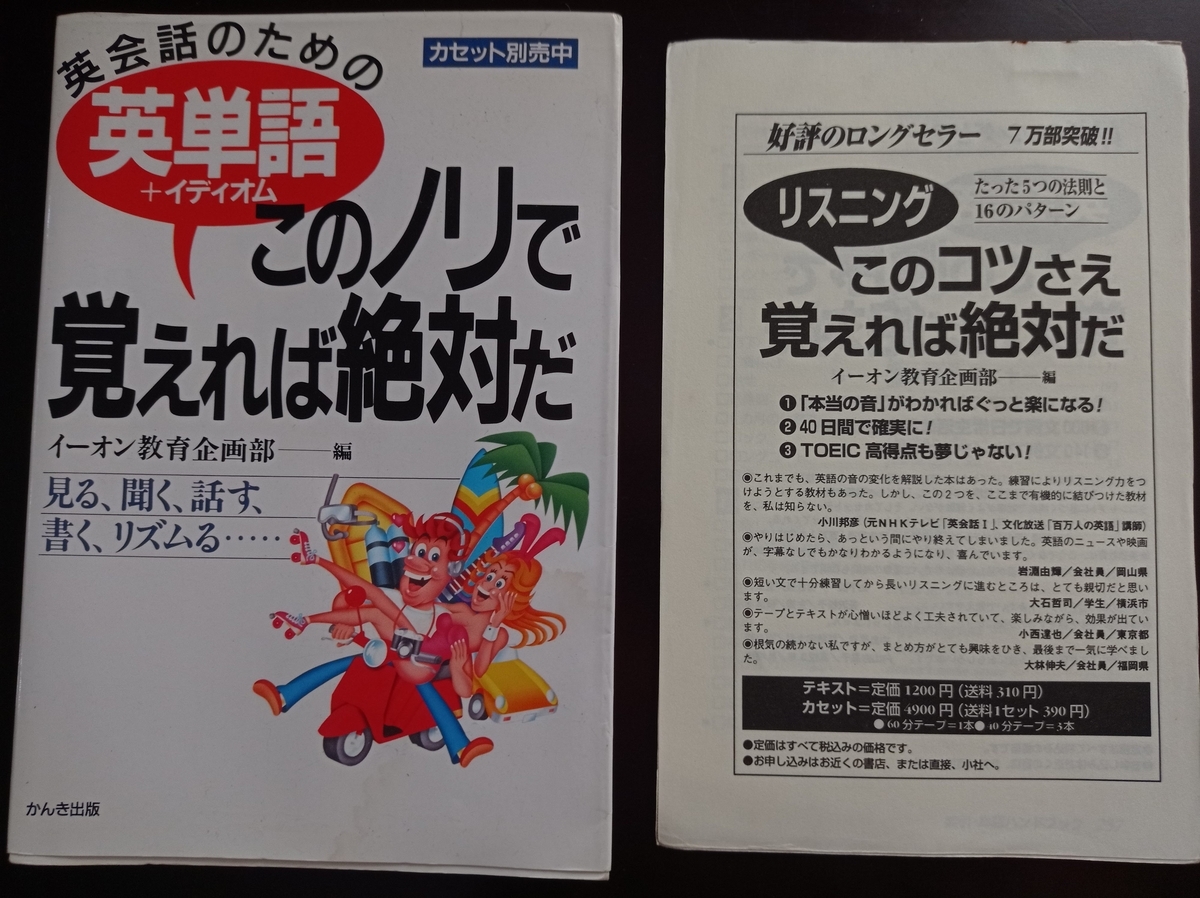 英会話のための
カセット別売中
英単語
+イディオム
このノリで
覚えれば絶対だ
イーオン教育企画部――編
見る、聞く、話す、
書く、リズムる……
かんき出版
好評のロングセラー 7万部突破!!
リスニング
たった5つの法則と
16のパターン
このコツさえ
覚えれば絶対だ
イーオン教育企画部――編
❶「本当の音」がわかればぐっと楽になる!
❷40日間で確実に!
❸TOEIC高得点も夢じゃない!
◉これまでも、英語の音の変化を解説した本はあった。練習によりリスニング力をつ
けようとする教材もあった。しかし、この2つを、ここまで有機的に結びつけた教材
を、私は知らない。
小川邦彦(元NHKテレビ「英会話I」、文化放送「百万人の英語」講師)
◉やりはじめたら、あっという間にやり終えてしまいました。英語のニュースや映画
が、字幕なしでもかなりわかるようになり、喜んでいます。
岩淵由輝/会社員/岡山県
◉短い文で十分練習してから長いリスニングに進むところは、とても親切だと思い
ます。
大石哲司/学生/横浜市
◉テープとテキストが心憎いほどよく工夫されていて、楽しみながら、効果が出てい
ます。
小西達也/会社員/東京都
◉根気の続かない私ですが、まとめ方がとても興味をひき、最後まで一気に学べまし
た。
大林伸夫/会社員/福岡県
テキスト=定価1200円(送料310円)
カセット=定価4900円(送料1セット390円)
●60分テープ=1本●40分テープ=3本
●定価はすべて税込みの価格です。
●お申し込みはお近くの書店、または直接、小社へ。